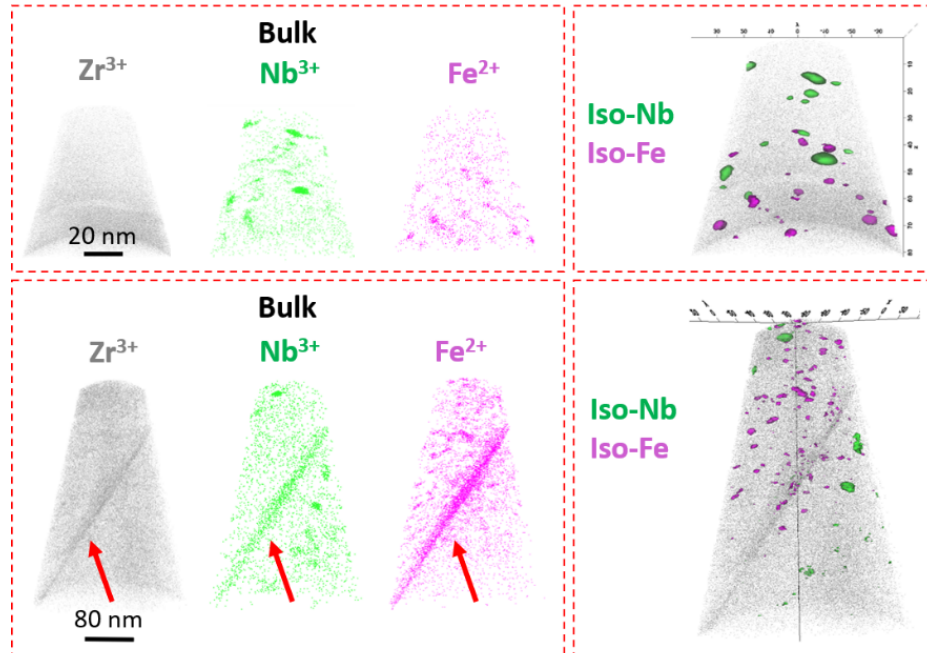 Bulk
Zr³⁺ Nb³⁺ Fe²⁺
20 nm
Iso-Nb
Iso-Fe
Bulk
Zr³⁺ Nb³⁺ Fe²⁺
80 nm
Iso-Nb
Iso-Fe